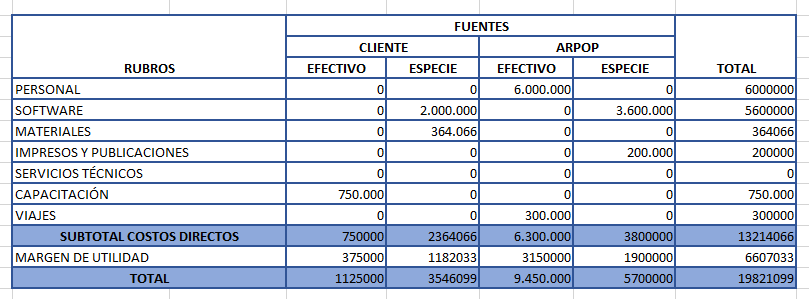 FUENTES
CLIENTE ARPOP
RUBROS EFECTIVO ESPECIE EFECTIVO ESPECIE TOTAL
PERSONAL 0 0 6.000.000 0 6000000
SOFTWARE 0 2.000.000 0 3.600.000 5600000
MATERIALES 0 364.066 0 0 364066
IMPRESOS Y PUBLICACIONES 0 0 0 200.000 200000
SERVICIOS TÉCNICOS 0 0 0 0 0
CAPACITACIÓN 750.000 0 0 0 750.000
VIAJES 0 0 300.000 0 300000
SUBTOTAL COSTOS DIRECTOS 750000 2364066 6.300.000 3800000 13214066
MARGEN DE UTILIDAD 375000 1182033 3150000 1900000 6607033
TOTAL 1125000 3546099 9.450.000 5700000 19821099